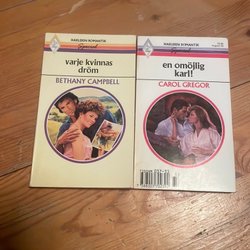 HARLEQUIN ROMANTIK
Special
varje kvinnas
dröm
BETHANY CAMPBELL
HARLEQUIN ROMANTIK
Special
en omöjlig
karl!
CAROL GREGOR